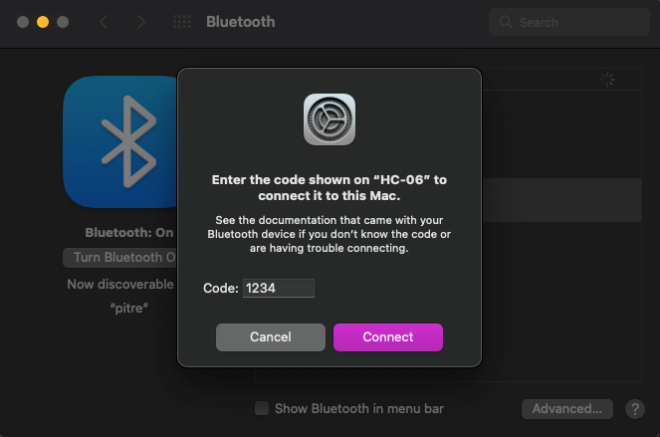 Bluetooth
Search
Enter the code shown on “HC-06” to
connect it to this Mac.
See the documentation that came with your
Bluetooth device if you don’t know the code or
are having trouble connecting.
Code: 1234
Cancel
Connect
Bluetooth: On
Turn Bluetooth O
Now discoverable
“pitre”
Show Bluetooth in menu bar
Advanced...
?